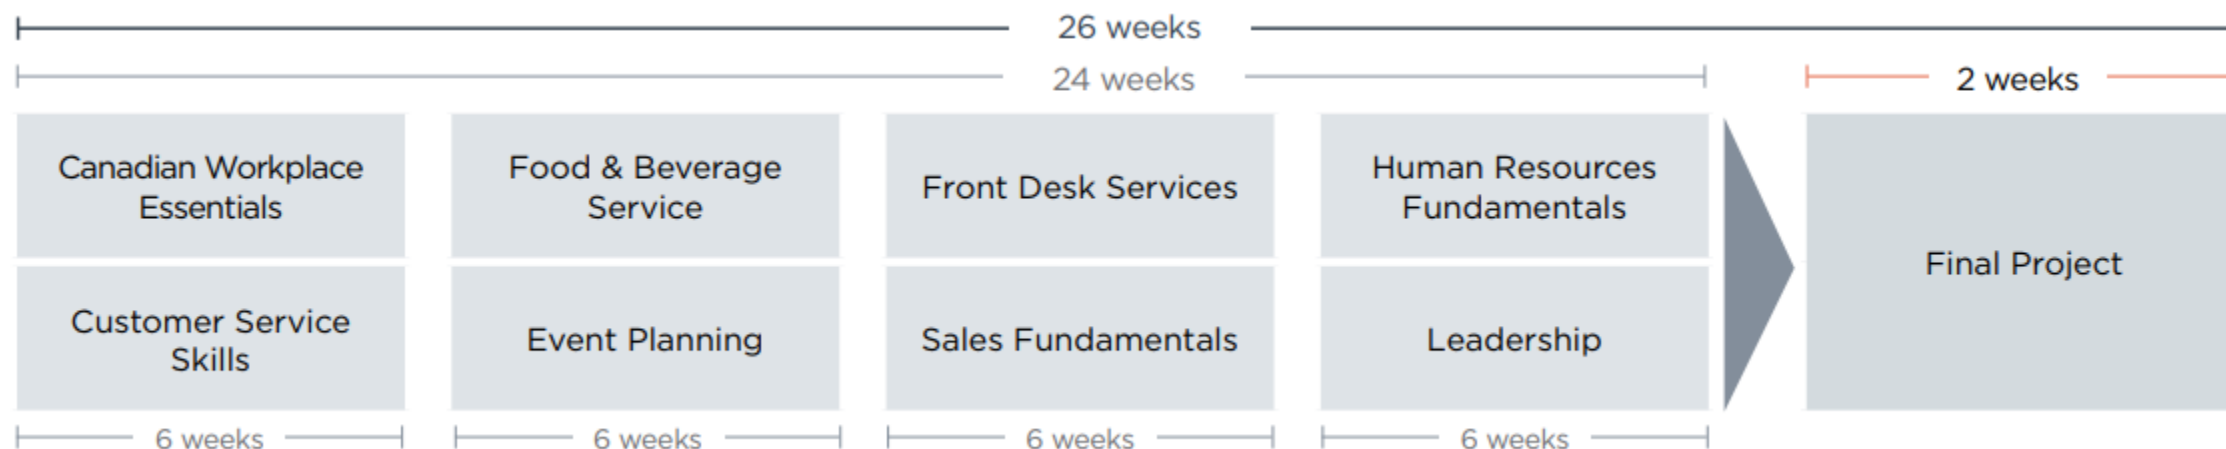 26 weeks
24 weeks
2 weeks
Canadian Workplace
Essentials
Food & Beverage
Service
Front Desk Services
Human Resources
Fundamentals
Final Project
Customer Service
Skills
Event Planning
Sales Fundamentals
Leadership
6 weeks
6 weeks
6 weeks
6 weeks